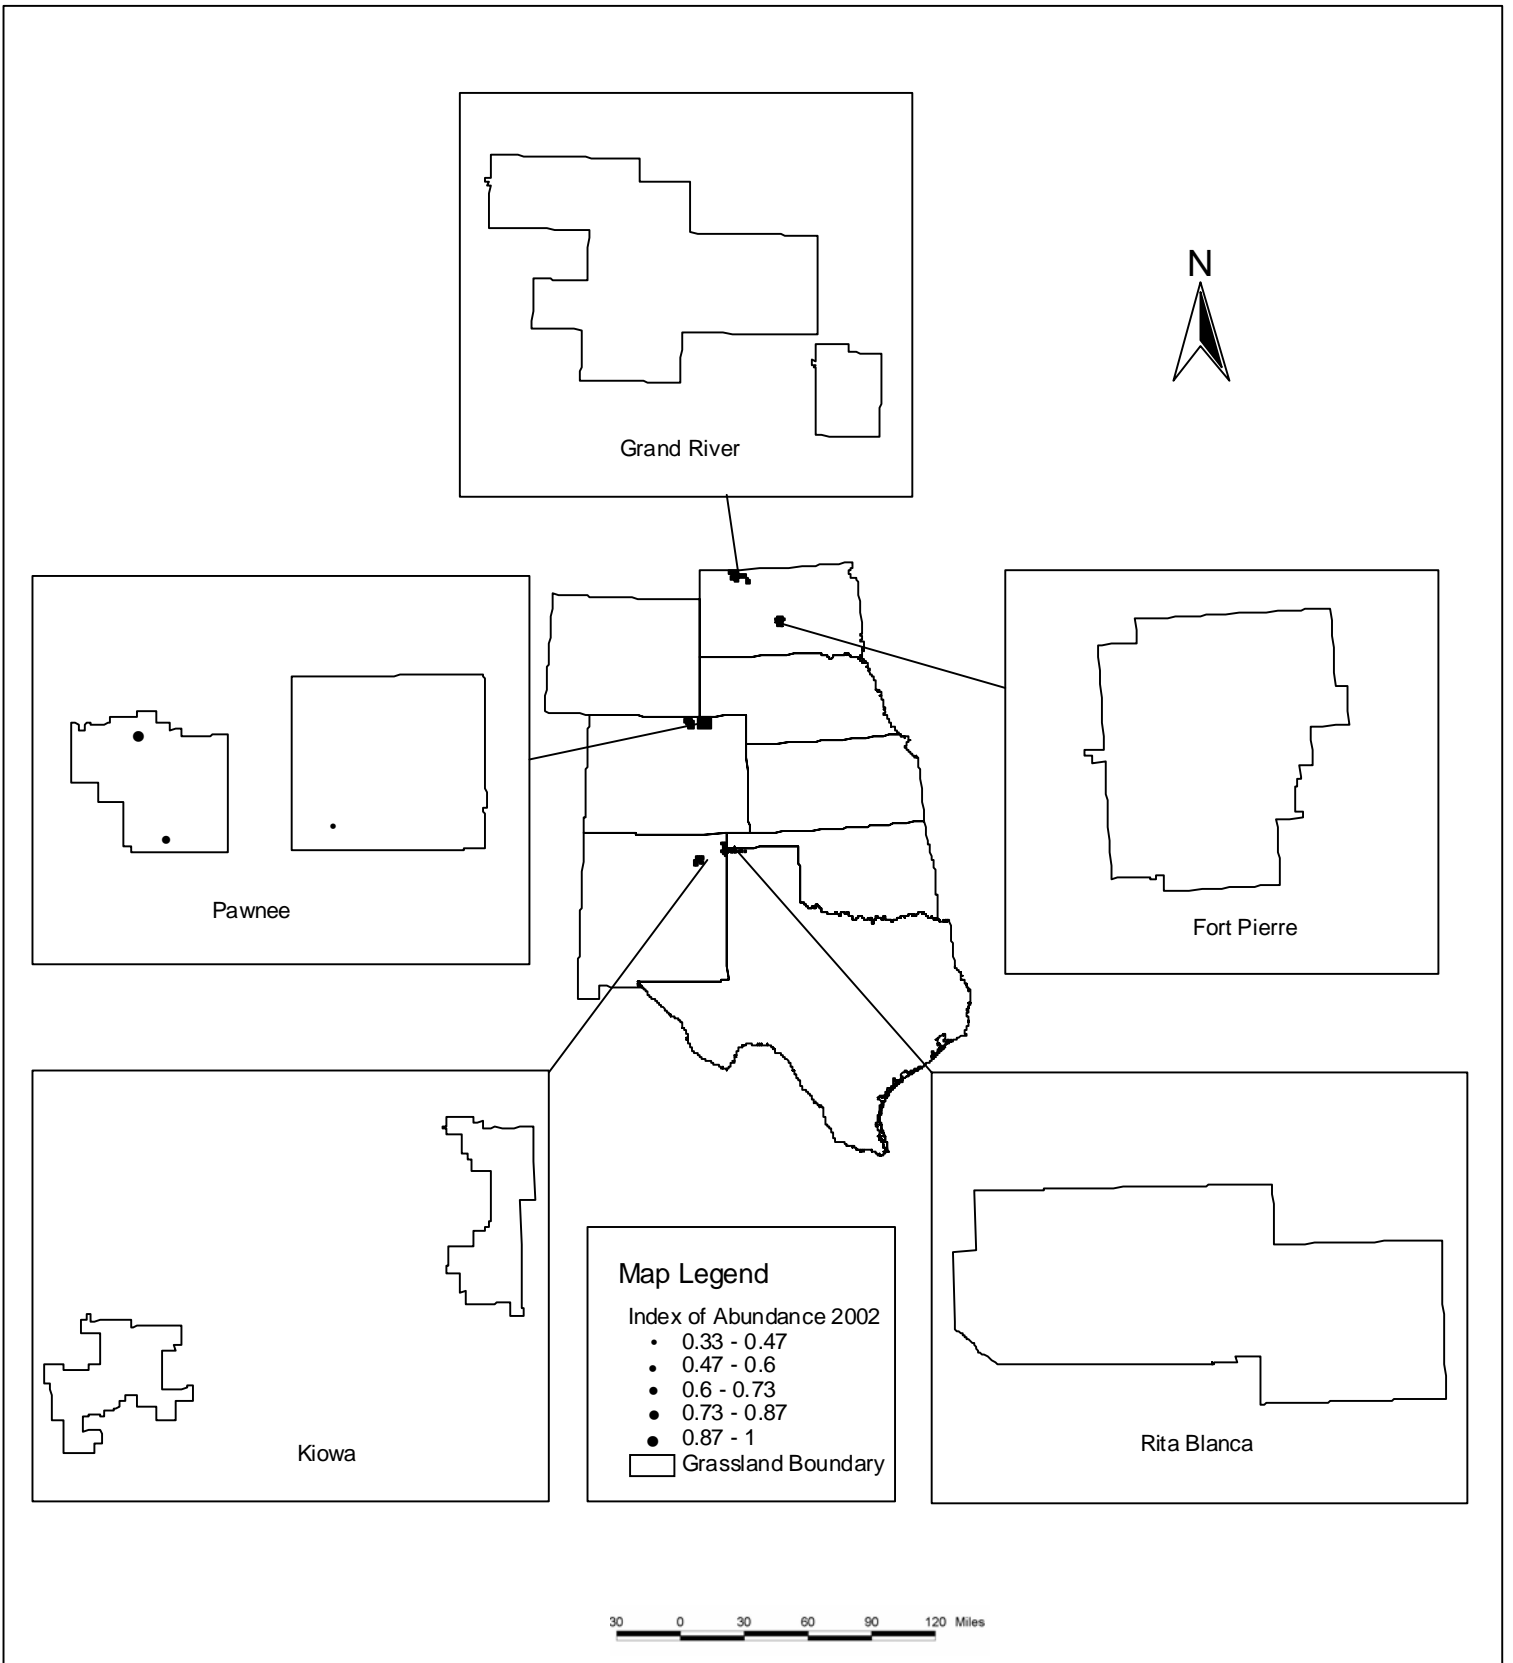 N
Grand River
Pawnee
Fort Pierre
Kiowa
Map Legend
Index of Abundance 2002
0.33 - 0.47
0.47 - 0.6
0.6 - 0.73
0.73 - 0.87
0.87 - 1
Grassland Boundary
Rita Blanca
30 0 30 60 90 120 Miles